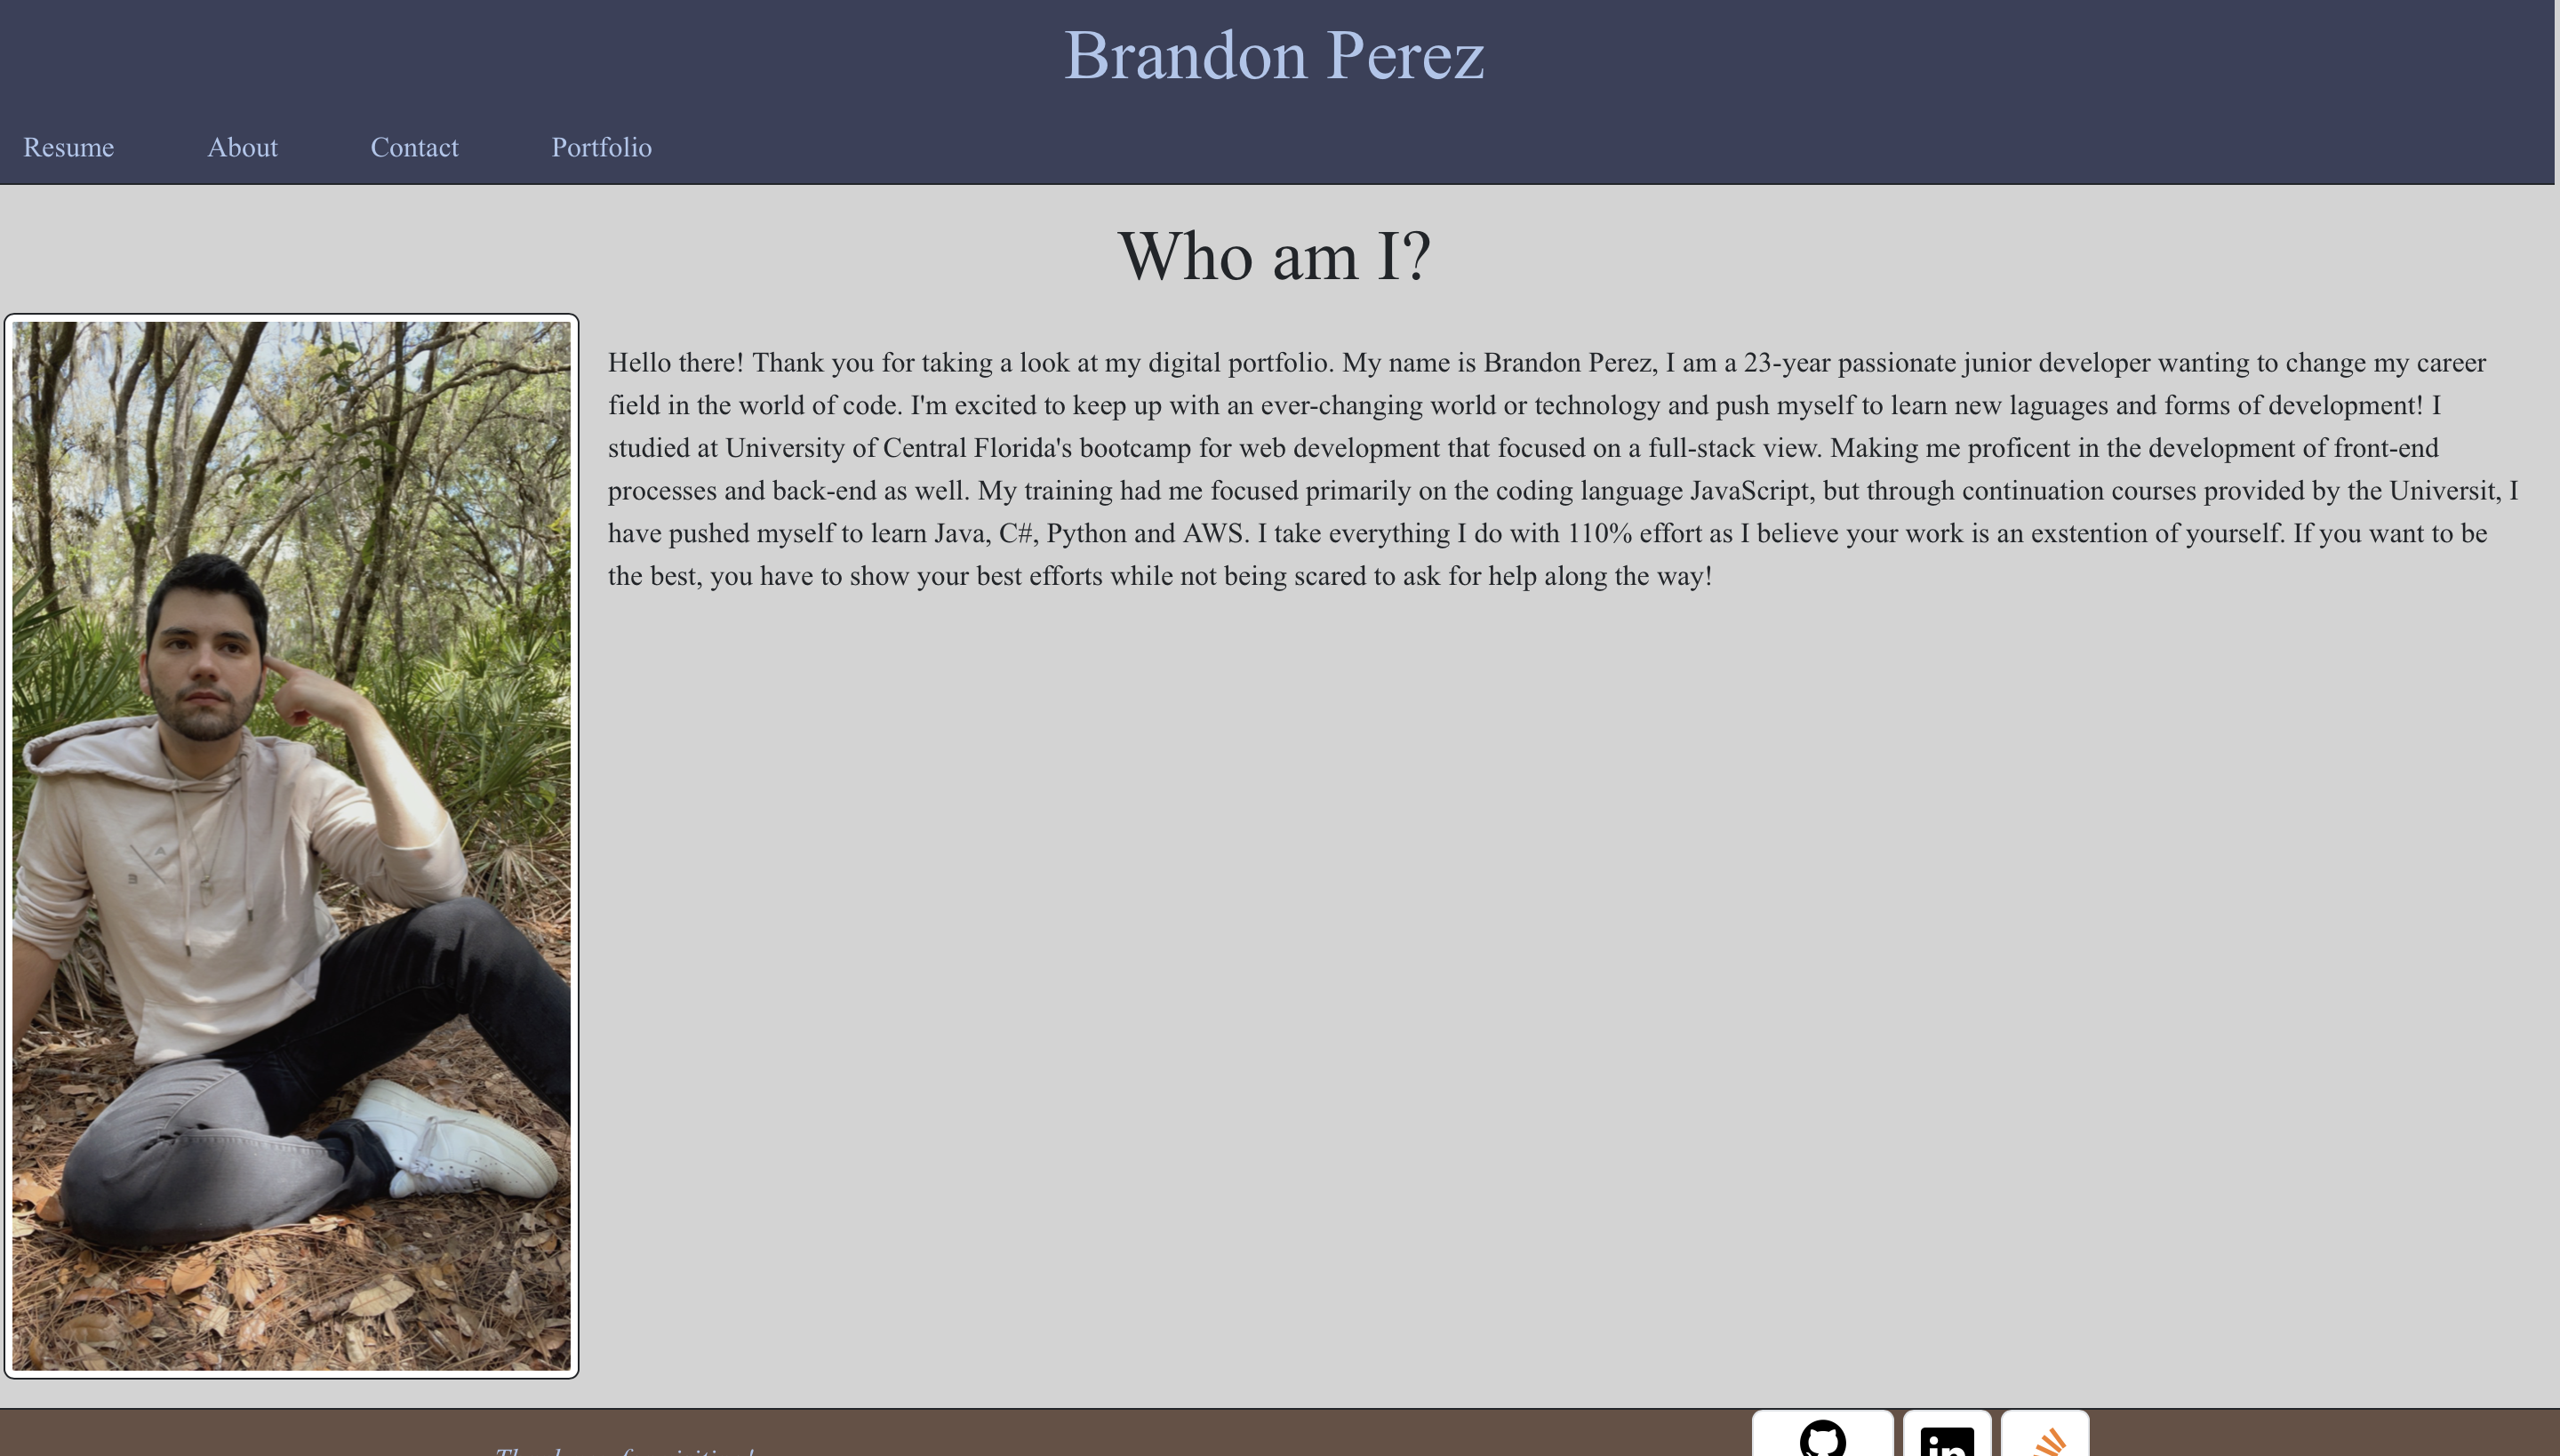 Brandon Perez
Resume About Contact Portfolio
Who am I?
Hello there! Thank you for taking a look at my digital portfolio. My name is Brandon Perez, I am a 23-year passionate junior developer wanting to change my career
field in the world of code. I'm excited to keep up with an ever-changing world or technology and push myself to learn new laguages and forms of development! I
studied at University of Central Florida's bootcamp for web development that focused on a full-stack view. Making me proficent in the development of front-end
processes and back-end as well. My training had me focused primarily on the coding language JavaScript, but through continuation courses provided by the Universit, I
have pushed myself to learn Java, C#, Python and AWS. I take everything I do with 110% effort as I believe your work is an exstention of yourself. If you want to be
the best, you have to show your best efforts while not being scared to ask for help along the way!
in